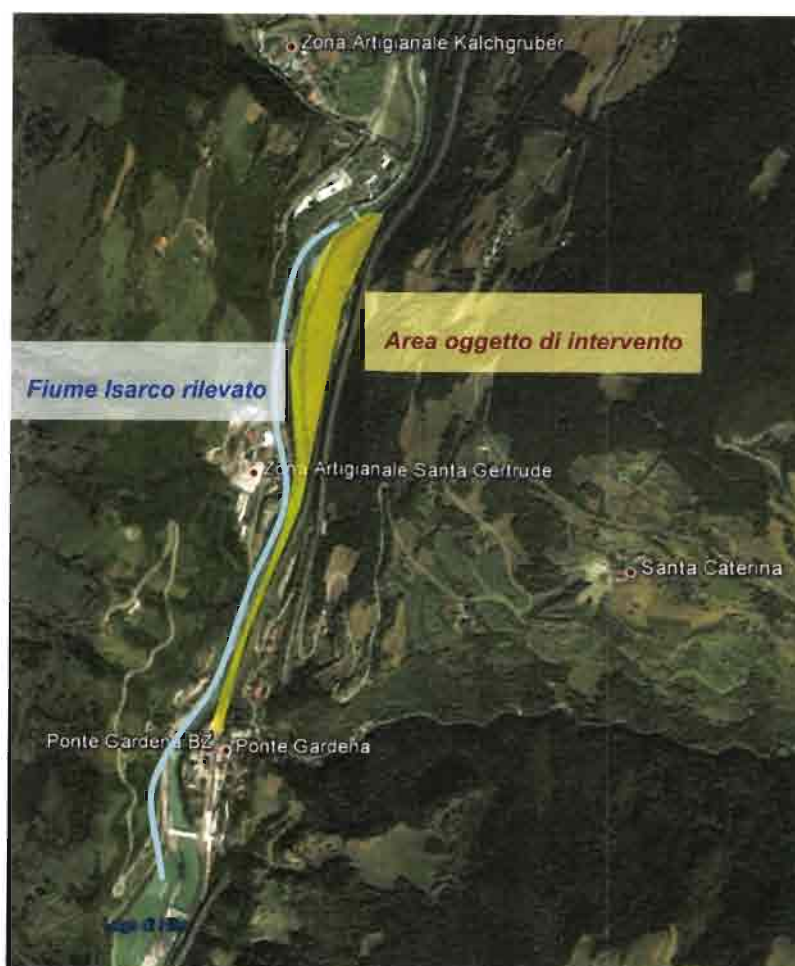 Zona Artigianale Kalchgruber
Area oggetto di intervento
Fiume Isarco rilevato
Zona Artigianale Santa Gertrude
Santa Caterina
Ponte Gardena BZ
Ponte Gardena